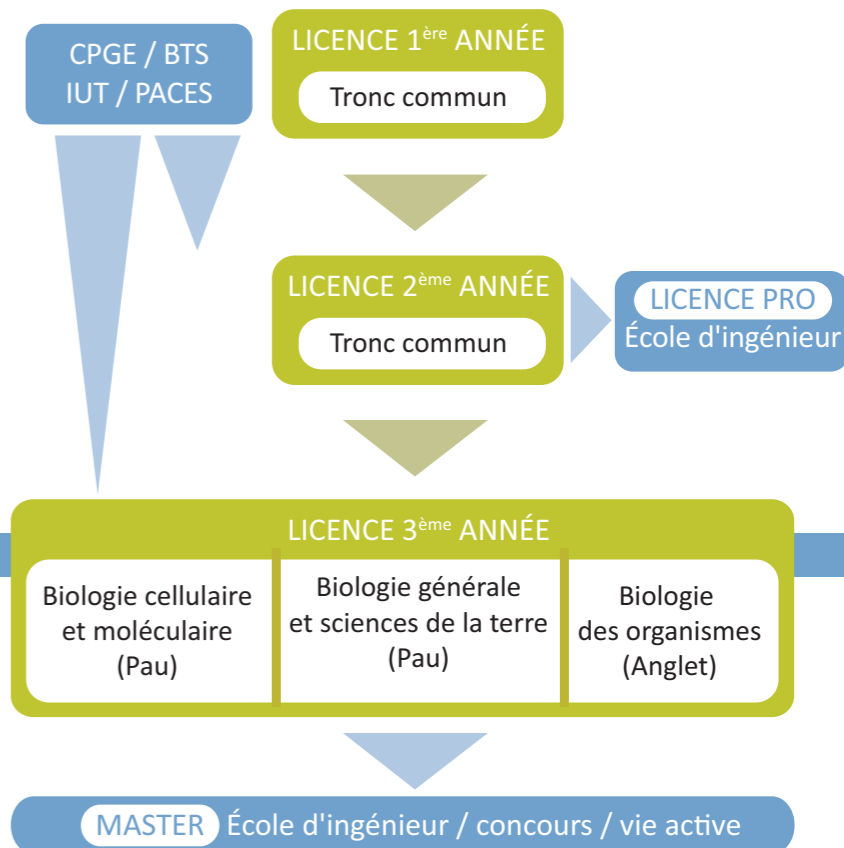 CPGE / BTS
IUT / PACES
LICENCE 1ère ANNÉE
Tronc commun
LICENCE 2ème ANNÉE
Tronc commun
LICENCE PRO
École d'ingénieur
LICENCE 3ème ANNÉE
Biologie cellulaire
et moléculaire
(Pau)
Biologie générale
et sciences de la terre
(Pau)
Biologie
des organismes
(Anglet)
MASTER École d'ingénieur / concours / vie active